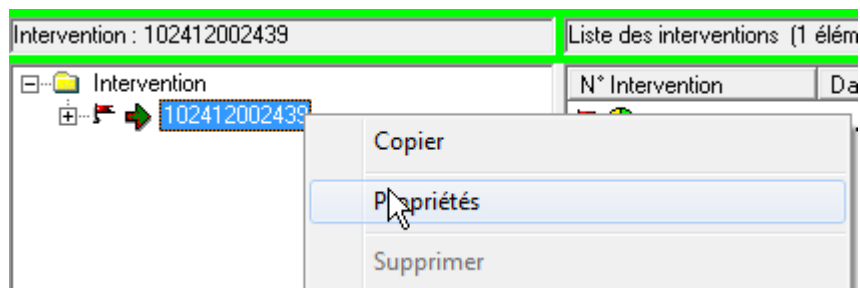 Intervention : 102412002439
Liste des interventions (1 élém
Intervention
N° Intervention
Da
102412002439
Copier
Propriétés
Supprimer